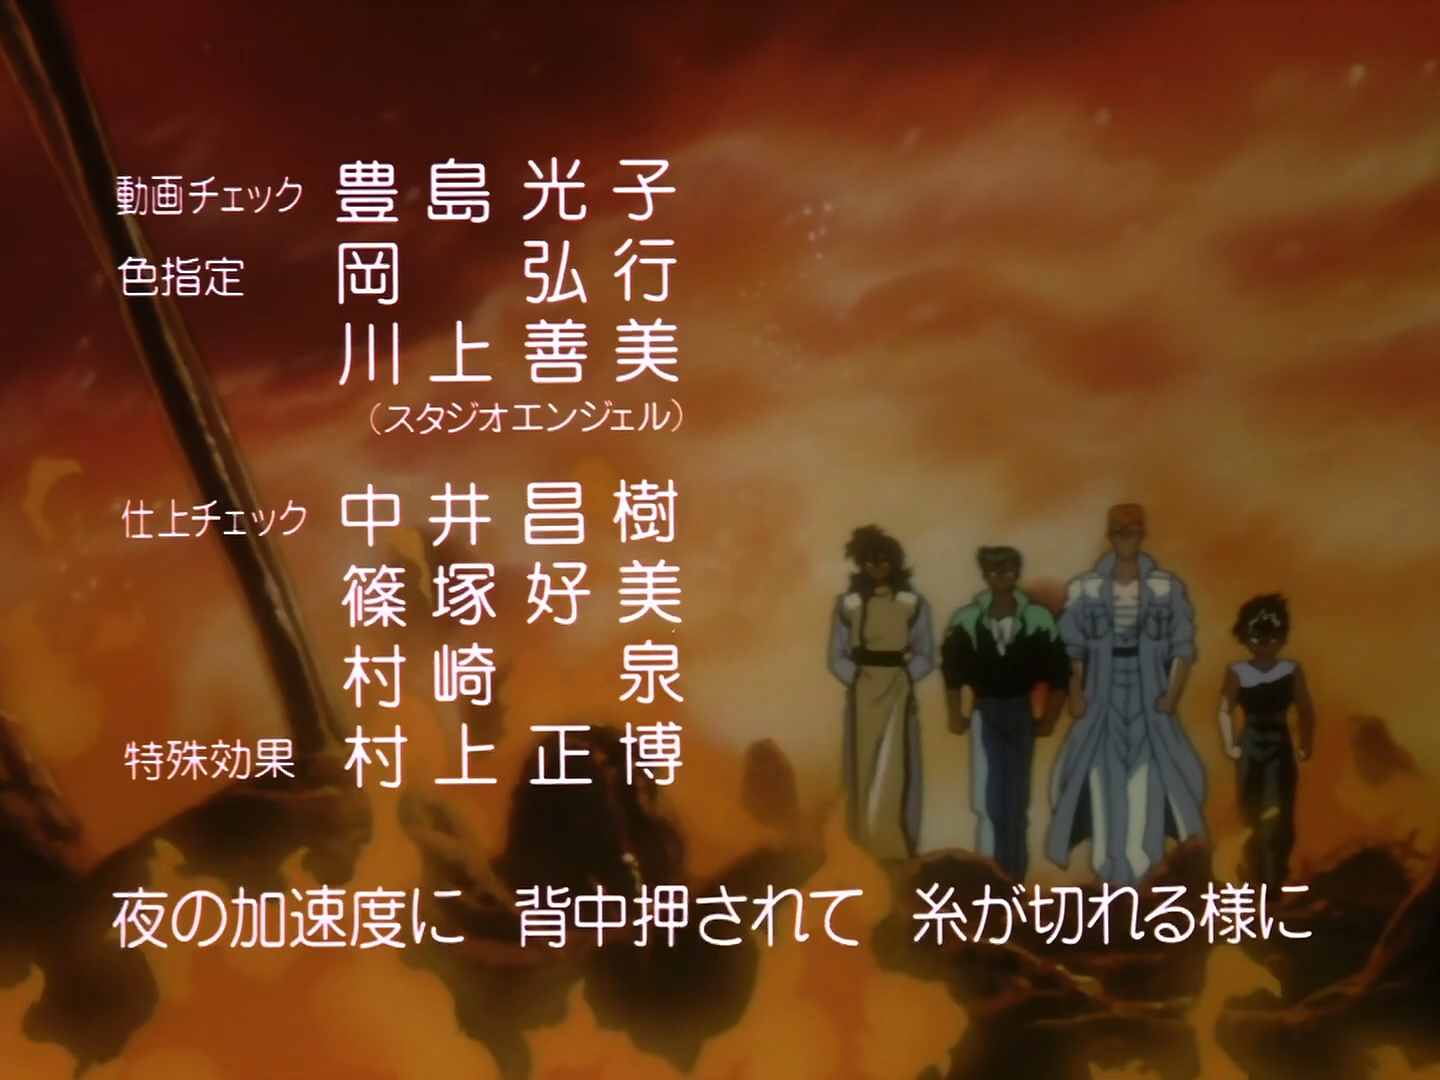 動画チェック 豊島光子
色指定 岡 弘行
川上善美
(スタジオエンジェル)
仕上チェック 中井昌樹
篠塚好美
村崎 泉
特殊効果 村上正博
夜の加速度に 背中押されて 糸が切れる様に